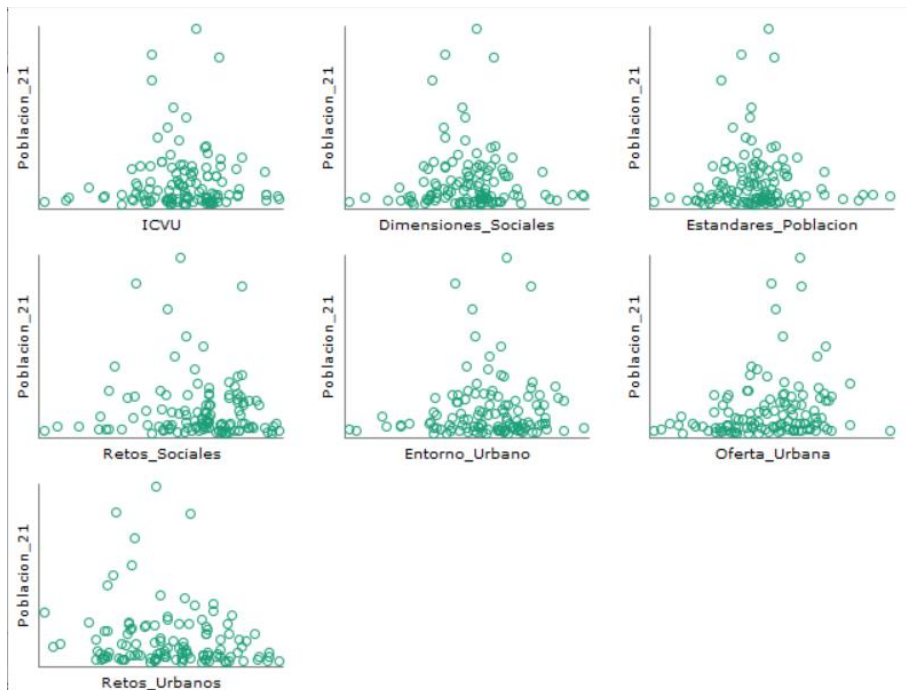 Poblacion_21
ICVU
Poblacion_21
Dimensiones_Sociales
Poblacion_21
Estandares_Poblacion
Poblacion_21
Retos_Sociales
Poblacion_21
Entorno_Urbano
Poblacion_21
Oferta_Urbana
Poblacion_21
Retos_Urbanos